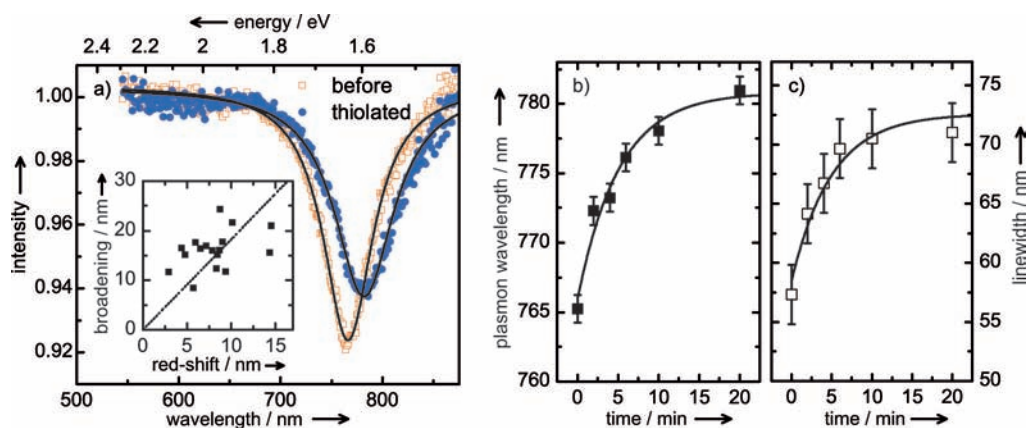 energy / eV
2.4 2.2 2 1.8 1.6
a)
before
thiolated
1.00
0.98
0.96
0.94
0.92
intensity
500 600 700 800
wavelength / nm
30
20
10
0
broadening / nm
0 5 10 15
red-shift / nm
b)
780
775
770
765
760
plasmon wavelength / nm
0 5 10 15 20
time / min
c)
75
70
65
60
55
50
linewidth / nm
0 5 10 15 20
time / min